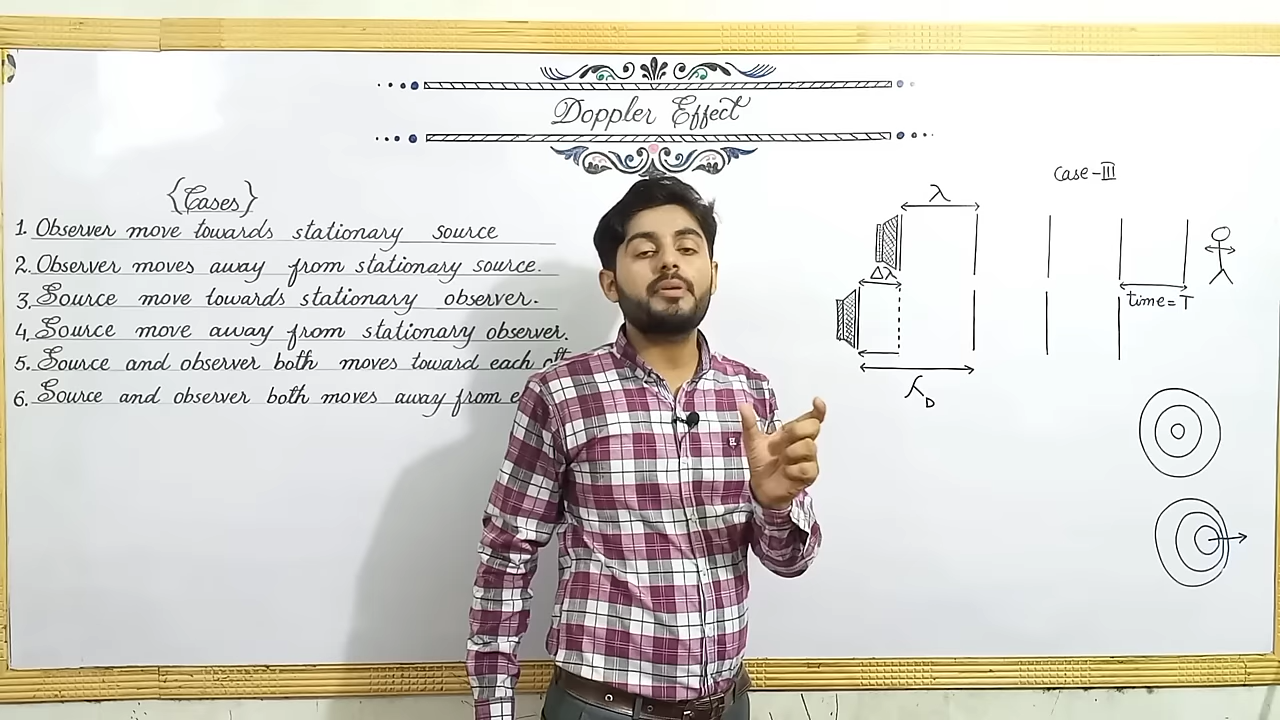 Doppler Effect
{Cases}
1. Observer move towards stationary source
2. Observer moves away from stationary source.
3. Source move towards stationary observer.
4. Source move away from stationary observer.
5. Source and observer both moves toward each
6. Source and observer both moves away from
Case-III
λ
Δλ
time=T
λD